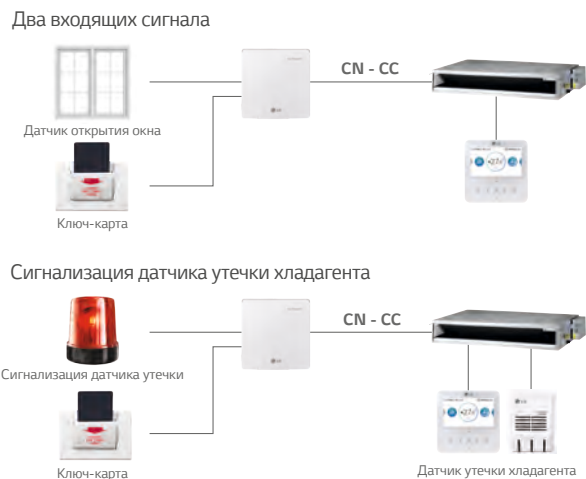 Два входящих сигнала
CN - CC
Датчик открытия окна
Ключ-карта
Сигнализация датчика утечки хладагента
CN - CC
Сигнализация датчика утечки
Ключ-карта
Датчик утечки хладагента